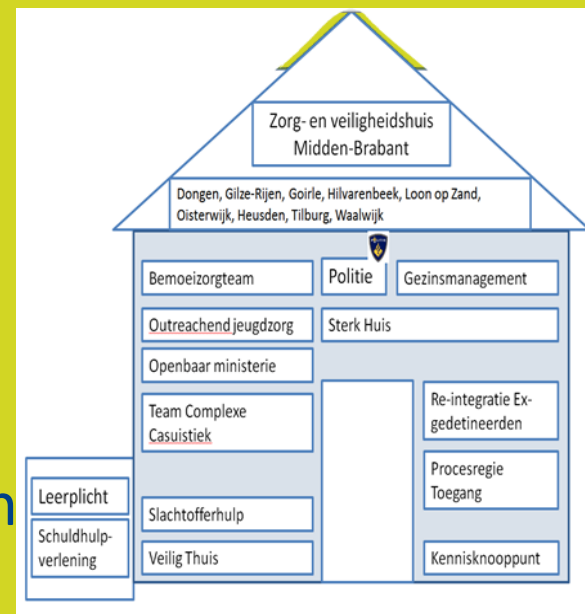 Zorg- en veiligheidshuis
Midden-Brabant
Dongen, Gilze-Rijen, Goirle, Hilvarenbeek, Loon op Zand,
Oisterwijk, Heusden, Tilburg, Waalwijk
Bemoeizorgteam
Politie
Gezinsmanagement
Outreachend jeugdzorg
Sterk Huis
Openbaar ministerie
Team Complexe
Casuistiek
Re-integratie Ex-
gedetineerden
Procesregie
Toegang
Leerplicht
Slachtofferhulp
Schuldhulp-
verlening
Veilig Thuis
Kennisknooppunt